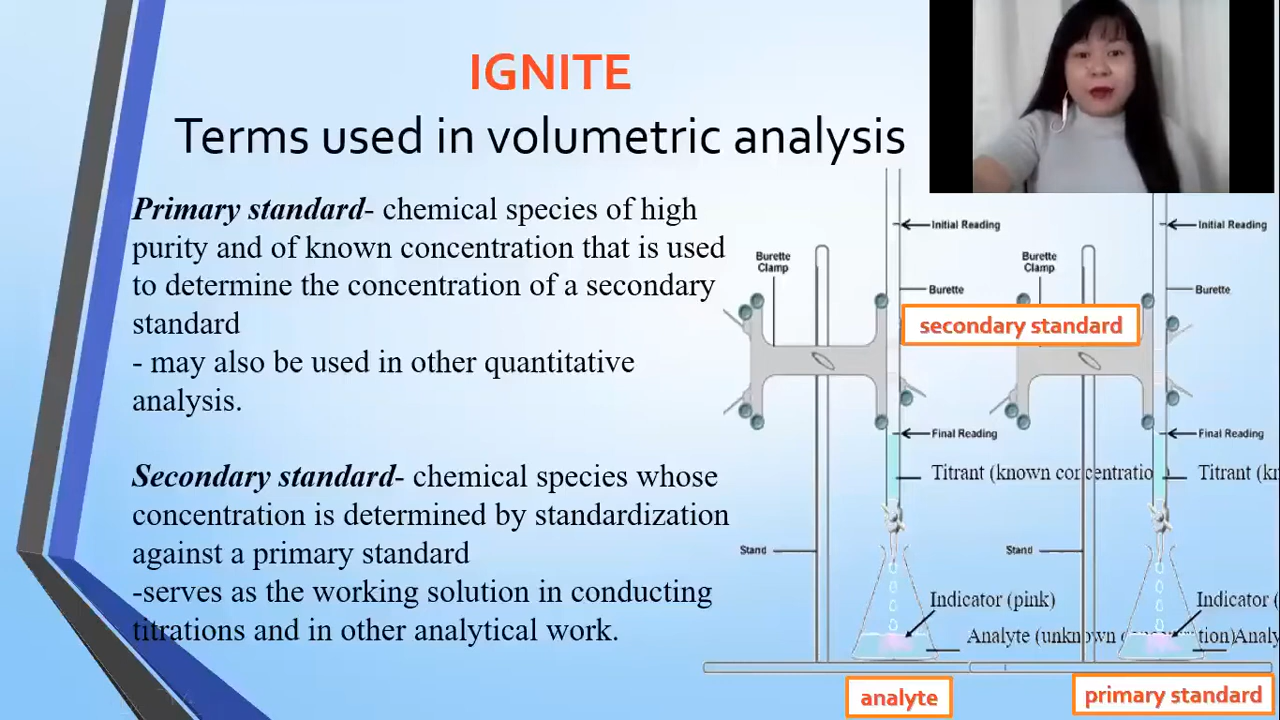 IGNITE
Terms used in volumetric analysis
Primary standard- chemical species of high
purity and of known concentration that is used
to determine the concentration of a secondary
standard
- may also be used in other quantitative
analysis.
Secondary standard- chemical species whose
concentration is determined by standardization
against a primary standard
-serves as the working solution in conducting
titrations and in other analytical work.
Initial Reading
Burette
Clamp
Burette
secondary standard
Final Reading
Titrant (known
Stand
Indicator (pink)
Analyte (unknown
analyte
Initial Reading
Burette
Clamp
Burette
Final Reading
Titrant
Stand
Indicator
primary standard